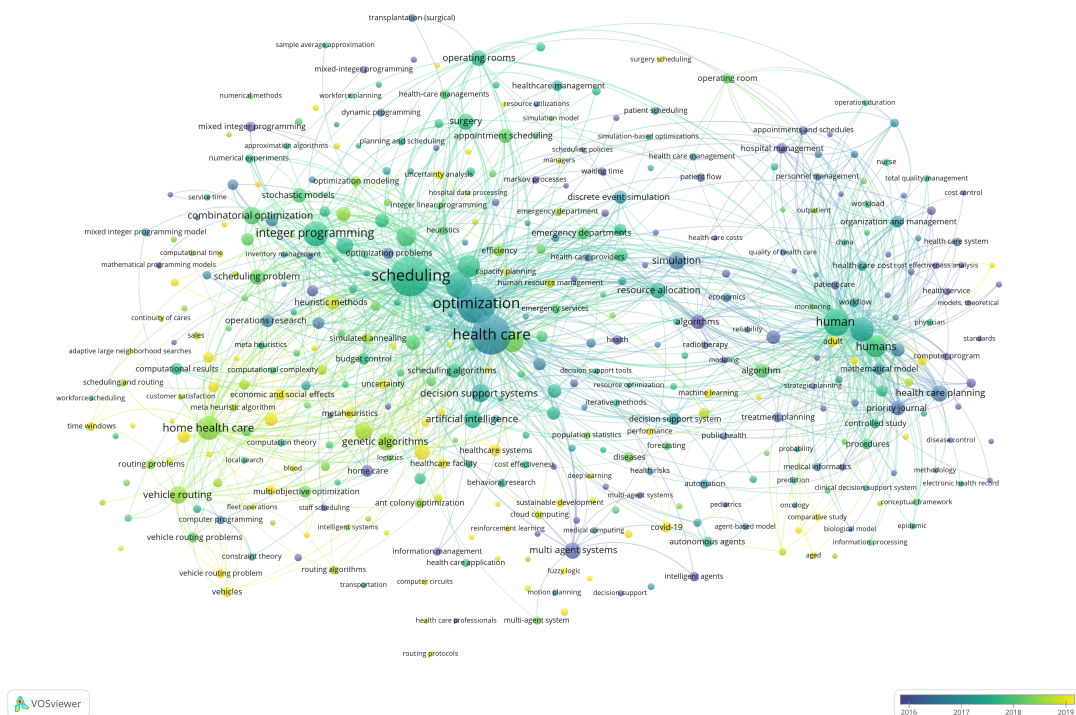 transplantation (surgical)
sample average approximation
operating rooms
surgery scheduling
mixed-integer programming
operating room
numerical methods
workforce planning
health-care managements
healthcare management
resource utilizations
operation duration
dynamic programming
patient scheduling
mixed integer programming
surgery
simulation model
appointments and schedules
approximation algorithms
planning and scheduling
appointment scheduling
simulation-based optimizations
hospital management
numerical experiments
scheduling policies
health care management
managers
nurse
uncertainty analysis
waiting time
patient flow
personnel management
total quality management
optimization modeling
markov processes
service time
stochastic models
hospital data processing
discrete event simulation
cost control
integer linear programming
emergency department
outpatient
workload
combinatorial optimization
organization and management
mixed integer program model
integer programming
heuristics
emergency departments
health care costs
china
health care system
computational time
inventory management
optimization problems
efficiency
health care providers
quality of health care
mathematical programming models
simulation
health care cost
cost effectiveness analysis
scheduling problem
scheduling
capacity planning
human resource management
patient care
resource allocation
health service
heuristic methods
optimization
economics
workflow
models, theoretical
emergency services
monitoring
continuity of cares
operations research
algorithms
human
physician
sales
simulated annealing
health care
health
reliability
adult
humans
standards
adaptive large neighborhood searches
meta heuristics
radiotherapy
budget control
modeling
computer program
computational results
computational complexity
scheduling algorithms
decision support tools
algorithm
mathematical model
scheduling and routing
uncertainty
resource optimization
strategic planning
workforce scheduling
customer satisfaction
economic and social effects
decision support systems
machine learning
health care planning
meta heuristic algorithm
metaheuristics
iterative methods
priority journal
artificial intelligence
decision support system
treatment planning
controlled study
time windows
home health care
performance
computation theory
genetic algorithms
population statistics
public health
disease control
forecasting
procedures
healthcare systems
probability
routing problems
local search
logistics
diseases
blood
home care
healthcare facility
cost effectiveness
health risks
medical informatics
methodology
deep learning
prediction
behavioral research
automation
electronic health record
vehicle routing
multi-objective optimization
multi-agent systems
clinical decision support system
ant colony optimization
sustainable development
pediatrics
oncology
conceptual framework
fleet operations
staff scheduling
cloud computing
computer programming
comparative study
intelligent systems
reinforcement learning
medical computing
covid-19
agent-based model
biological model
epidemic
vehicle routing problems
autonomous agents
information processing
information management
multi agent systems
constraint theory
aged
health care application
routing algorithms
fuzzy logic
vehicle routing problem
intelligent agents
transportation
computer circuits
vehicles
motion planning
decision support
health care professionals
multi-agent system
routing protocols
VOSviewer
2016
2017
2018
2019